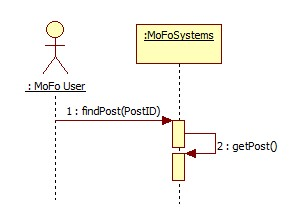 :MoFoSystems
: MoFo User
1 : findPost(PostID)
2 : getPost()